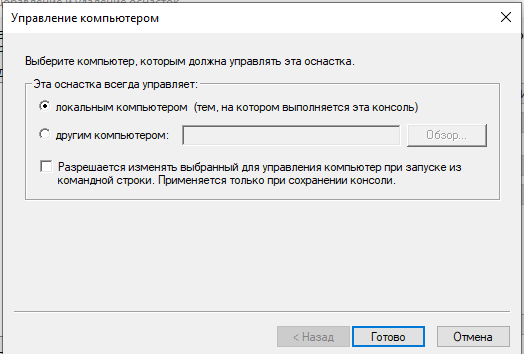 Управление компьютером
Выберите компьютер, которым должна управлять эта оснастка.
Эта оснастка всегда управляет:
локальным компьютером (тем, на котором выполняется эта консоль)
другим компьютером:
Обзор...
Разрешается изменять выбранный для управления компьютер при запуске из
командной строки. Применяется только при сохранении консоли.
< Назад
Готово
Отмена